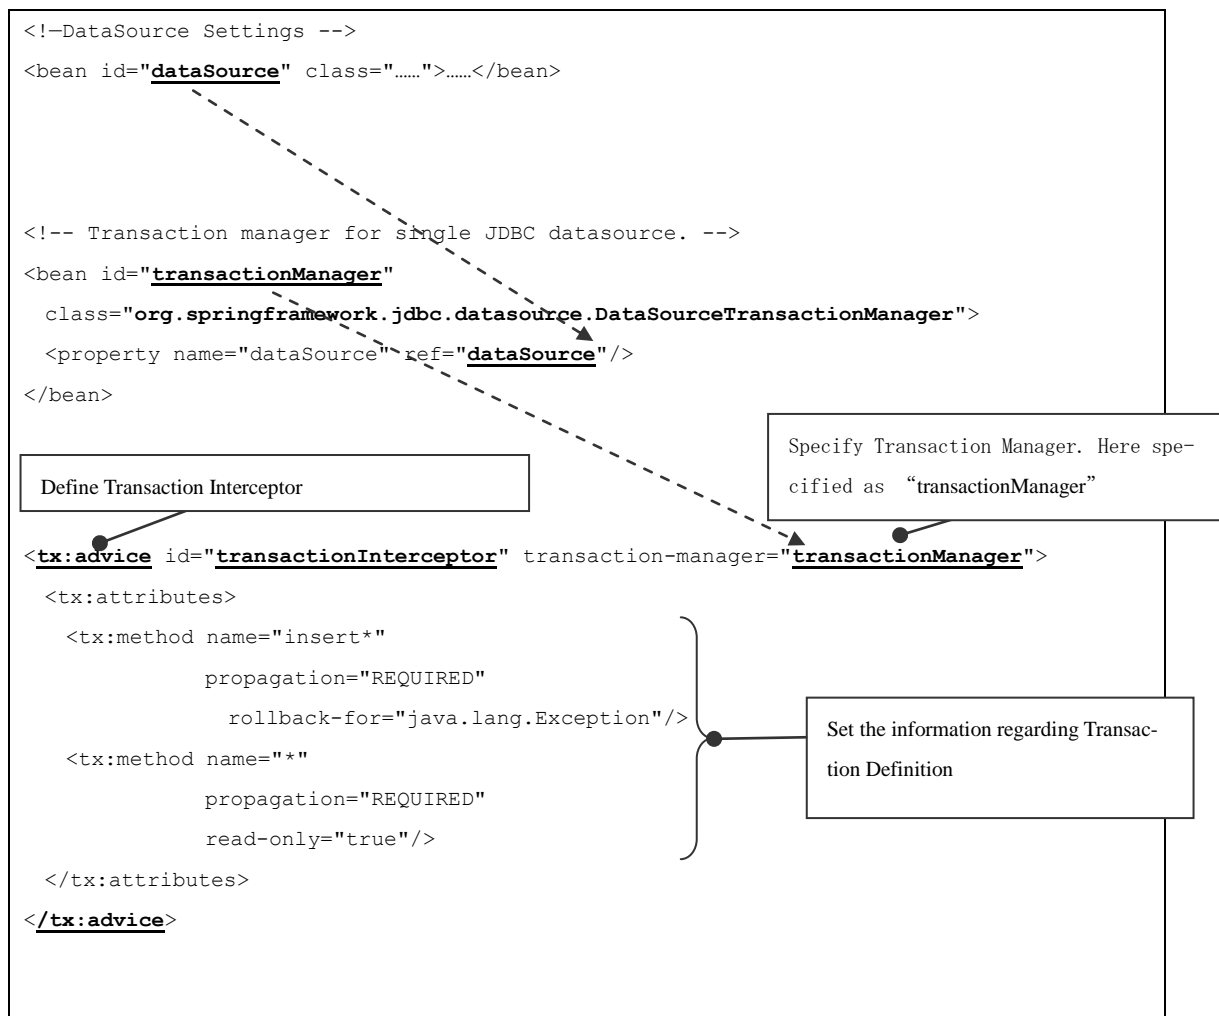 <!—DataSource Settings -->
<bean id="dataSource" class="……">……</bean>
<!-- Transaction manager for single JDBC datasource. -->
<bean id="transactionManager"
class="org.springframework.jdbc.datasource.DataSourceTransactionManager">
<property name="dataSource" ref="dataSource"/>
</bean>
Specify Transaction Manager. Here spe-
cified as “transactionManager”
Define Transaction Interceptor
<tx:advice id="transactionInterceptor" transaction-manager="transactionManager">
<tx:attributes>
<tx:method name="insert*"
propagation="REQUIRED"
rollback-for="java.lang.Exception"/>
Set the information regarding Transac-
tion Definition
<tx:method name="*"
propagation="REQUIRED"
read-only="true"/>
</tx:attributes>
</tx:advice>